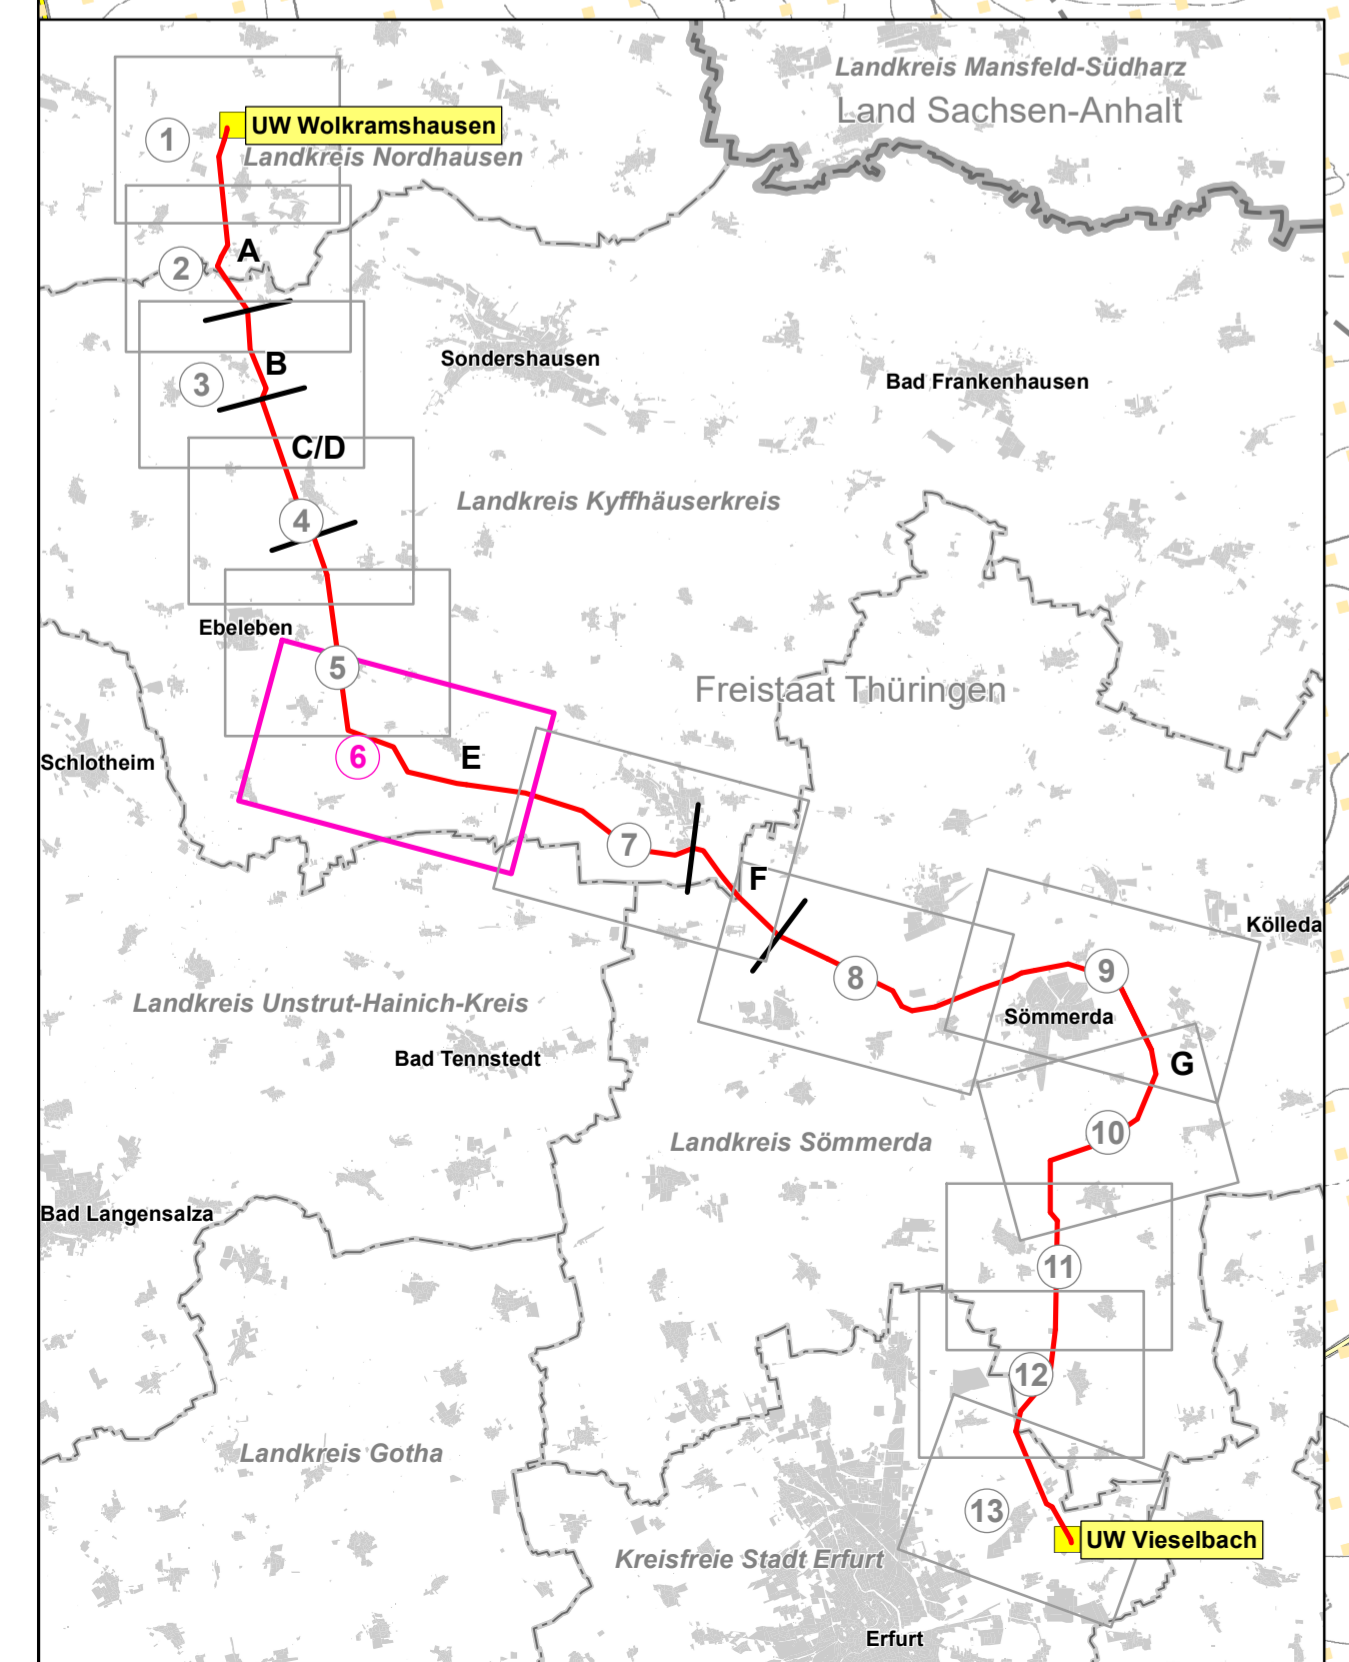 Landkreis Mansfeld-Südharz
Land Sachsen-Anhalt
UW Wolkramshausen
1
Landkreis Nordhausen
A
2
Sondershausen
B
3
Bad Frankenhausen
C/D
Landkreis Kyffhäuserkreis
4
Ebeleben
5
Freistaat Thüringen
6
E
Schlotheim
7
F
Kölleda
8
9
Landkreis Unstrut-Hainich-Kreis
Sömmerda
Bad Tennstedt
G
10
Landkreis Sömmerda
Bad Langensalza
11
12
Landkreis Gotha
13
UW Vieselbach
Kreisfreie Stadt Erfurt
Erfurt